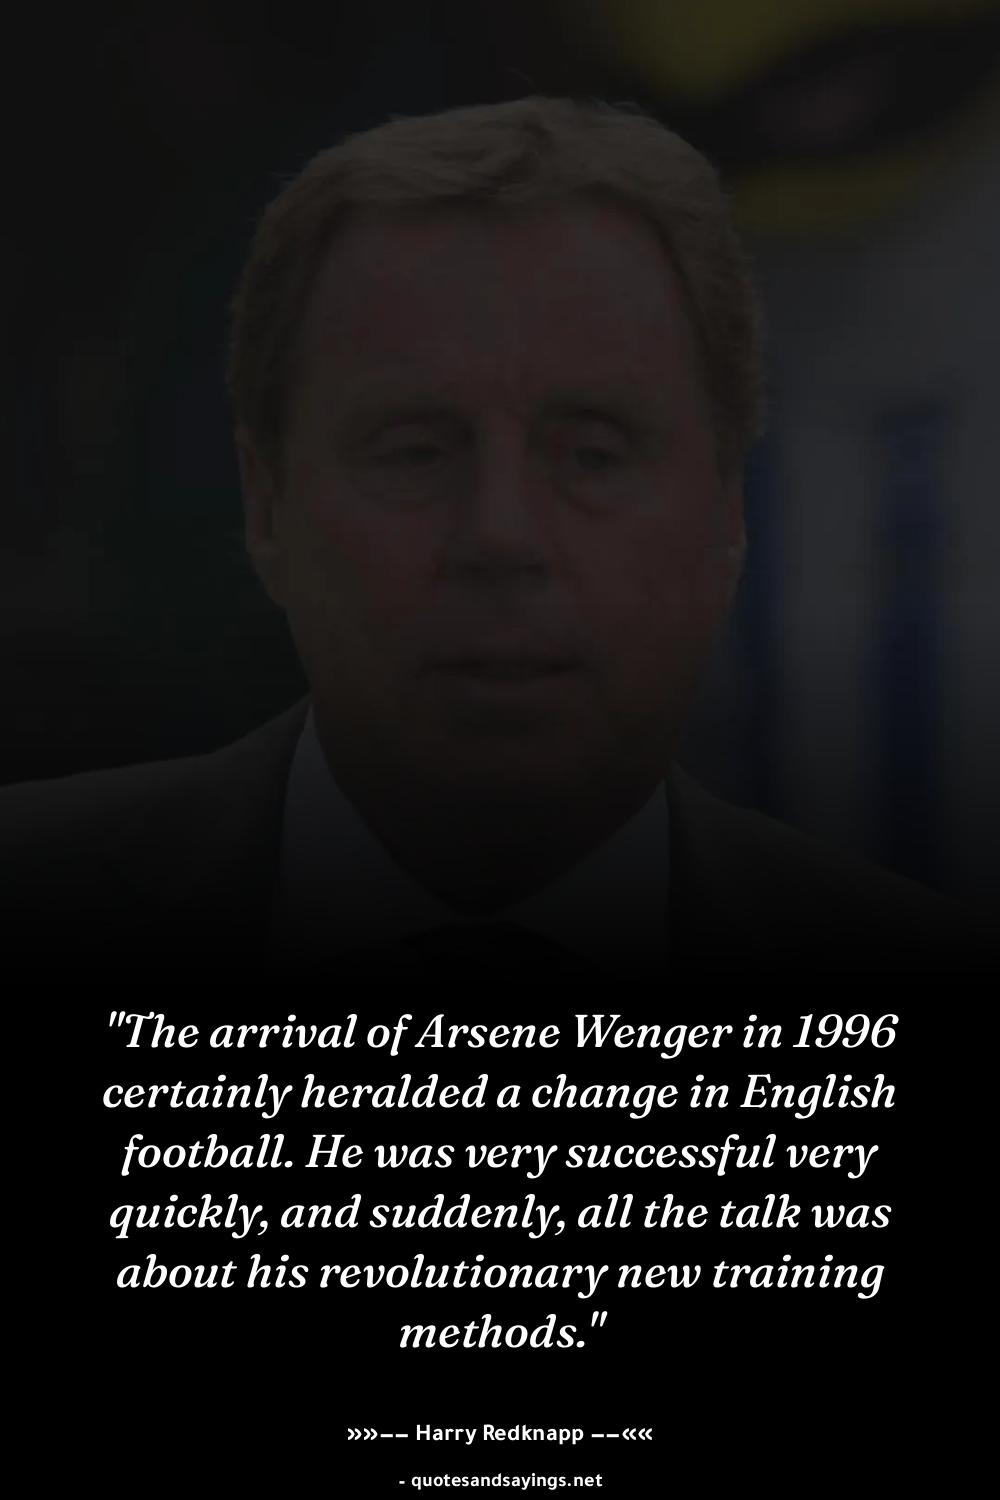 "The arrival of Arsene Wenger in 1996
certainly heralded a change in English
football. He was very successful very
quickly, and suddenly, all the talk was
about his revolutionary new training
methods."
»»−− Harry Redknapp −−««
- quotesandsayings.net